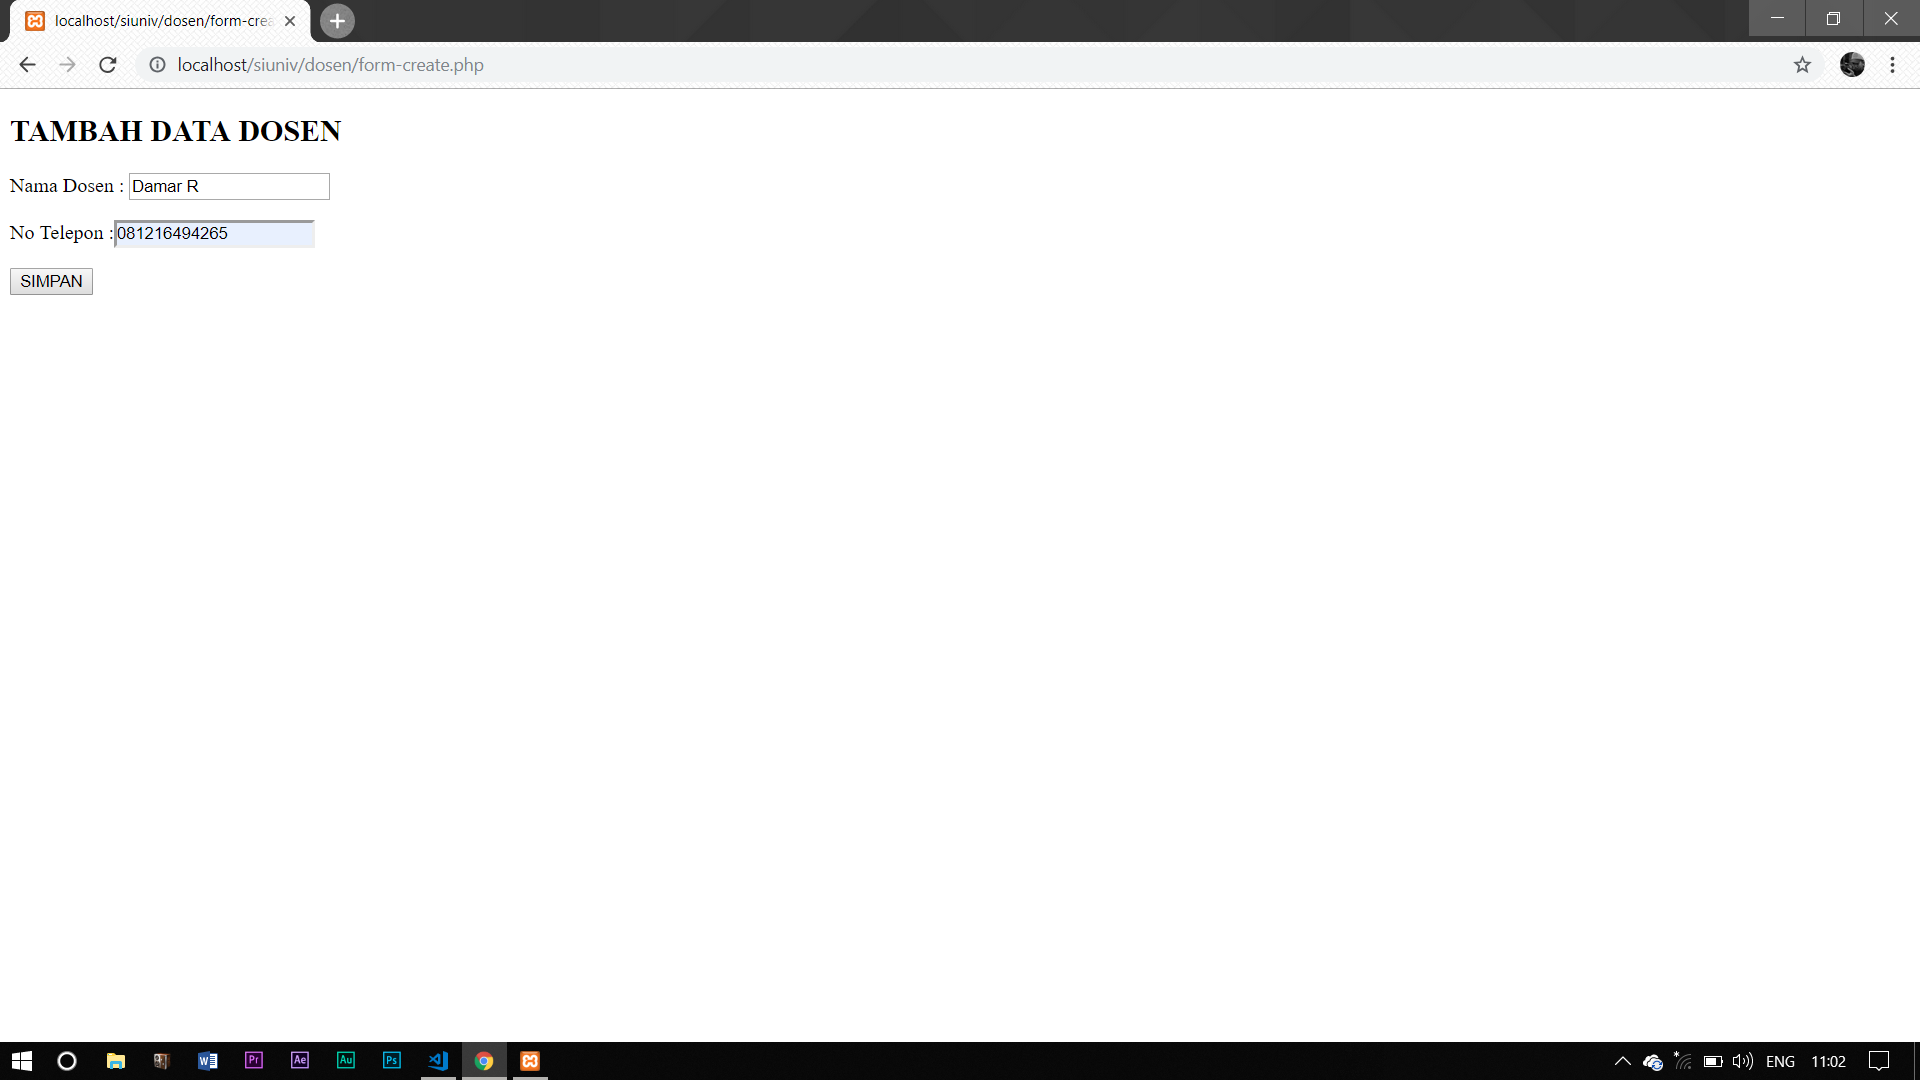 localhost/siuniv/dosen/form-crea
localhost/siuniv/dosen/form-create.php
TAMBAH DATA DOSEN
Nama Dosen : Damar R
No Telepon :081216494265
SIMPAN
W Pr Ae Au Ps ENG 11:02